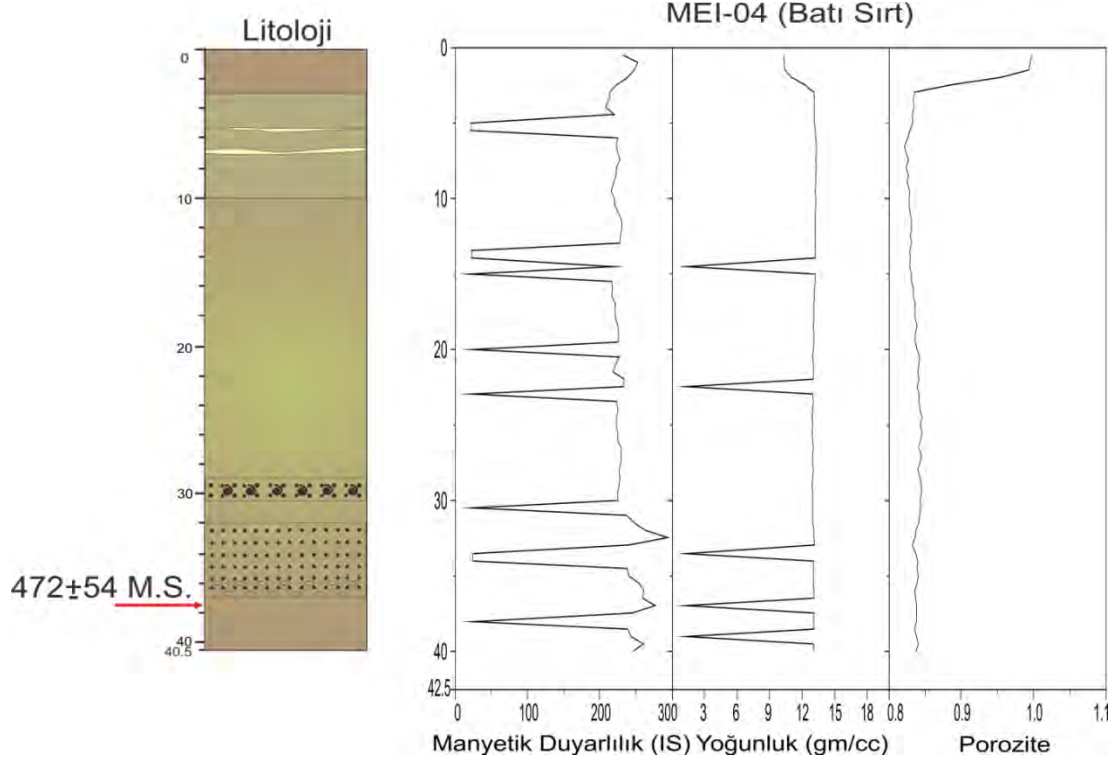 Litoloji
MEI-04 (Batı Sırt)
0
10
20
30
40
40.5
472±54 M.S.
0
10
20
30
40
42.5
0 100 200 300
3 6 9 12 15 18
0.8 0.9 1.0 1.1
Manyetik Duyarlılık (IS) Yoğunluk (gm/cc) Porozite